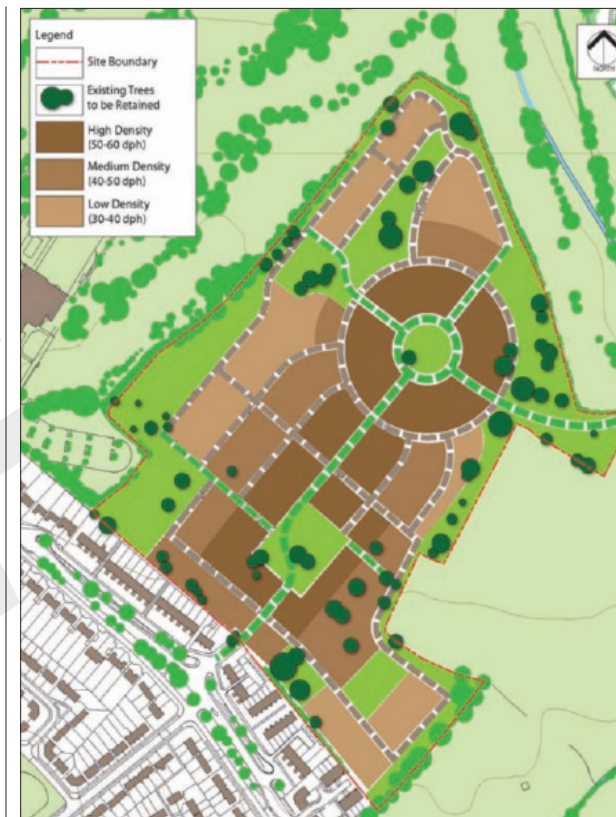 Legend
Site Boundary
Existing Trees
to be Retained
High Density
(50-60 dph)
Medium Density
(40-50 dph)
Low Density
(30-40 dph)
NORTH